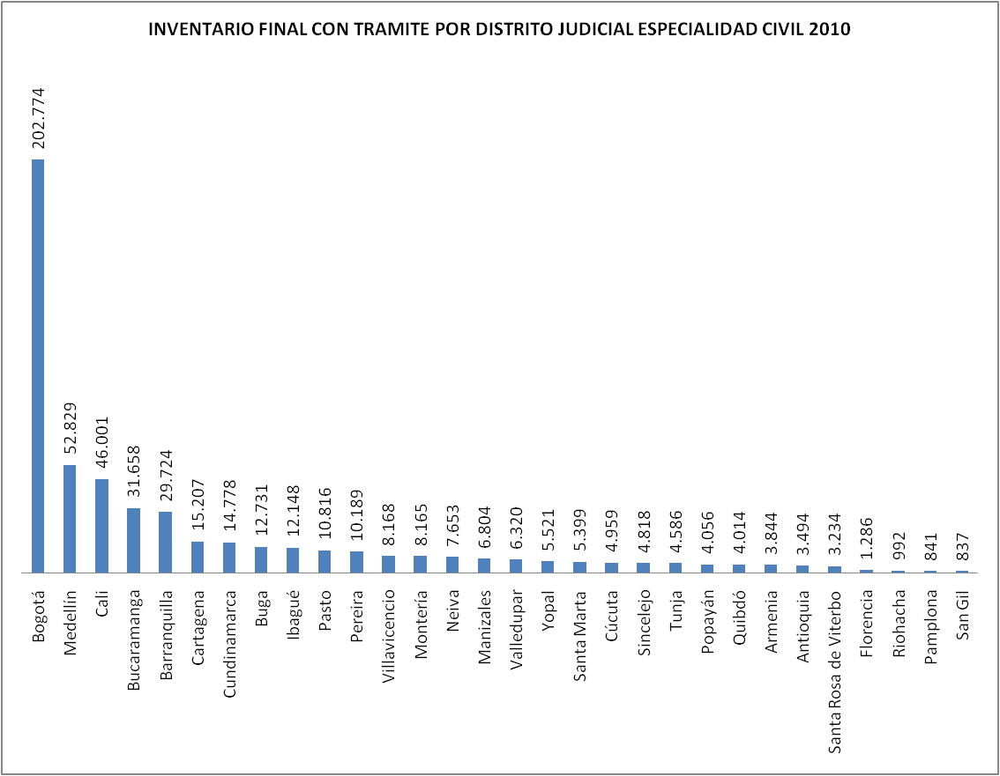 INVENTARIO FINAL CON TRAMITE POR DISTRITO JUDICIAL ESPECIALIDAD CIVIL 2010
202.774
52.829
46.001
31.658
29.724
15.207
14.778
12.731
12.148
10.816
10.189
8.168
8.165
7.653
6.804
6.320
5.521
5.399
4.959
4.818
4.586
4.056
4.014
3.844
3.494
3.234
1.286
992
841
837
Bogotá
Medellín
Cali
Bucaramanga
Barranquilla
Cartagena
Cundinamarca
Buga
Ibagué
Pasto
Pereira
Villavicencio
Montería
Neiva
Manizales
Valledupar
Yopal
Santa Marta
Cúcuta
Sincelejo
Tunja
Popayán
Quibdó
Armenia
Antioquia
Santa Rosa de Viterbo
Florencia
Riohacha
Pamplona
San Gil